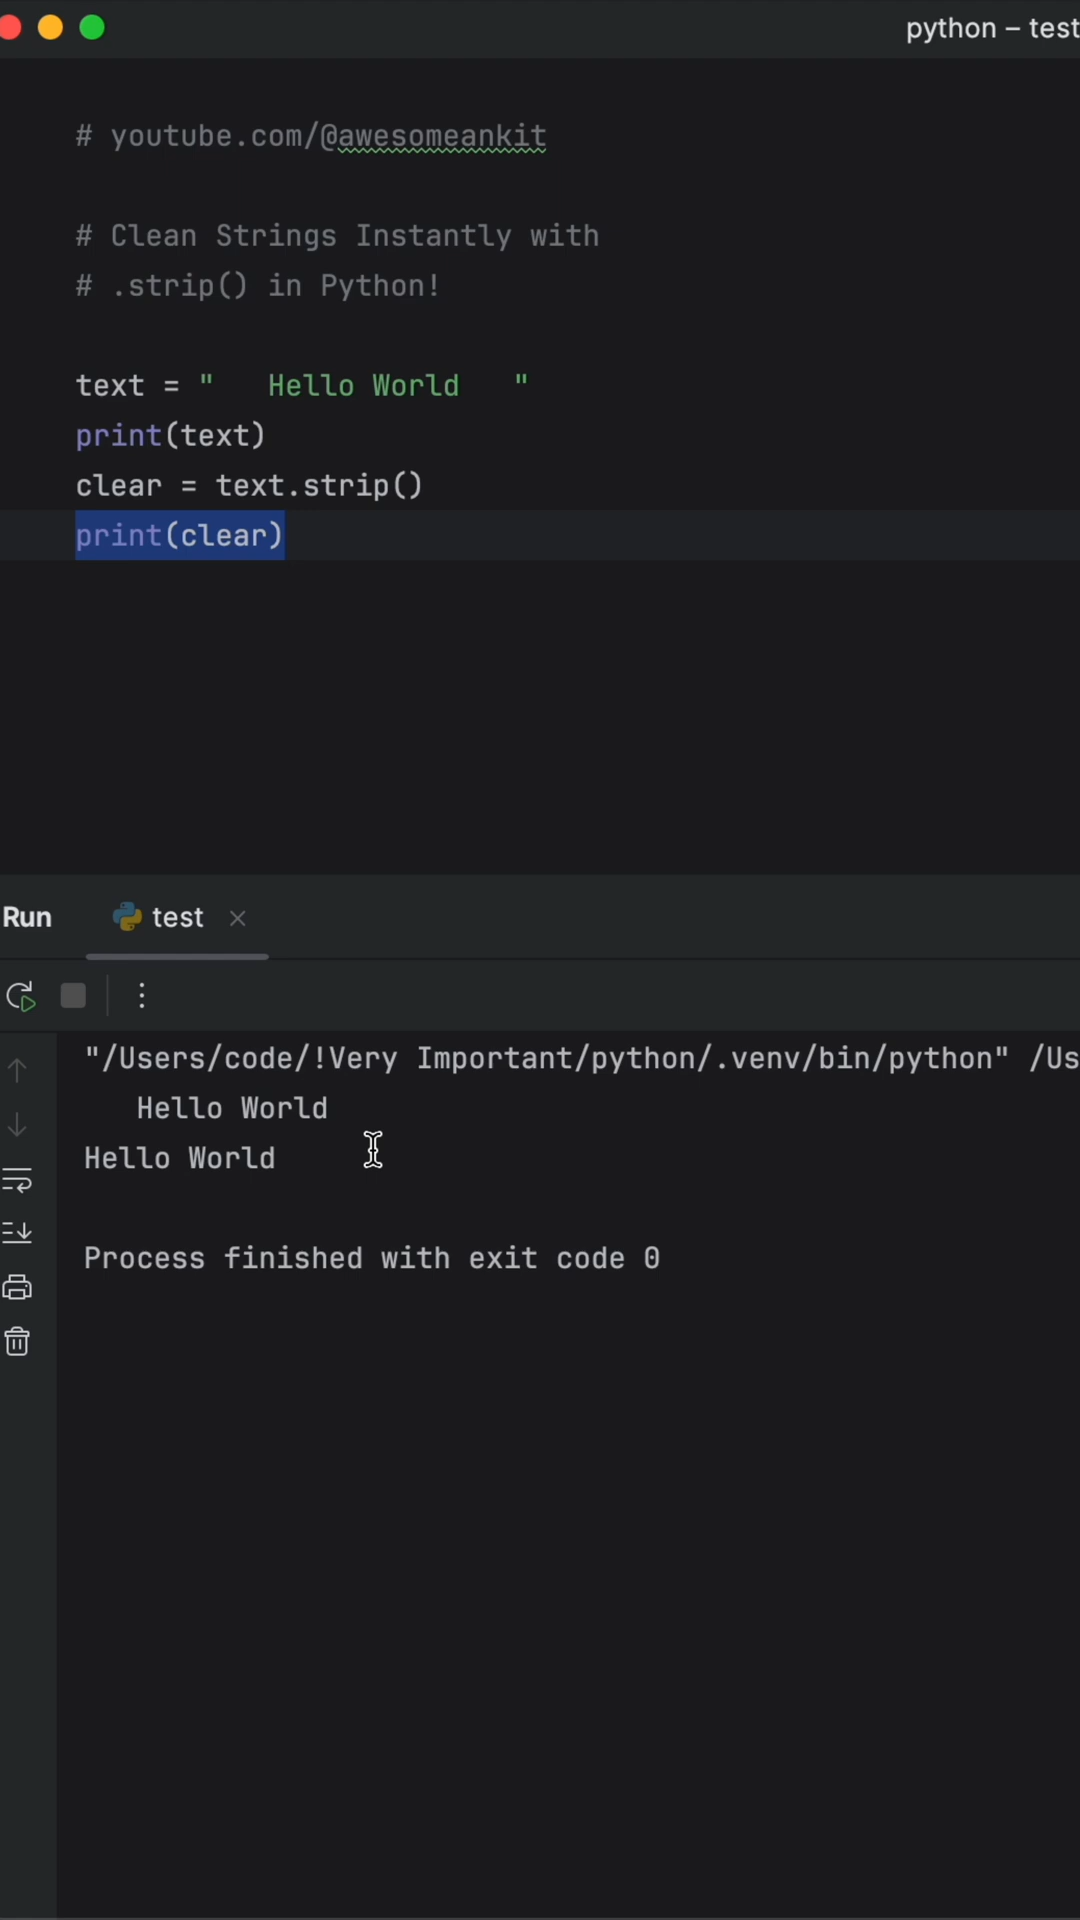 python – test
# youtube.com/@awesomeankit
# Clean Strings Instantly with
# .strip() in Python!
text = "   Hello World   "
print(text)
clear = text.strip()
print(clear)
Run test
"/Users/code/!Very Important/python/.venv/bin/python" /Us
   Hello World
Hello World
Process finished with exit code 0